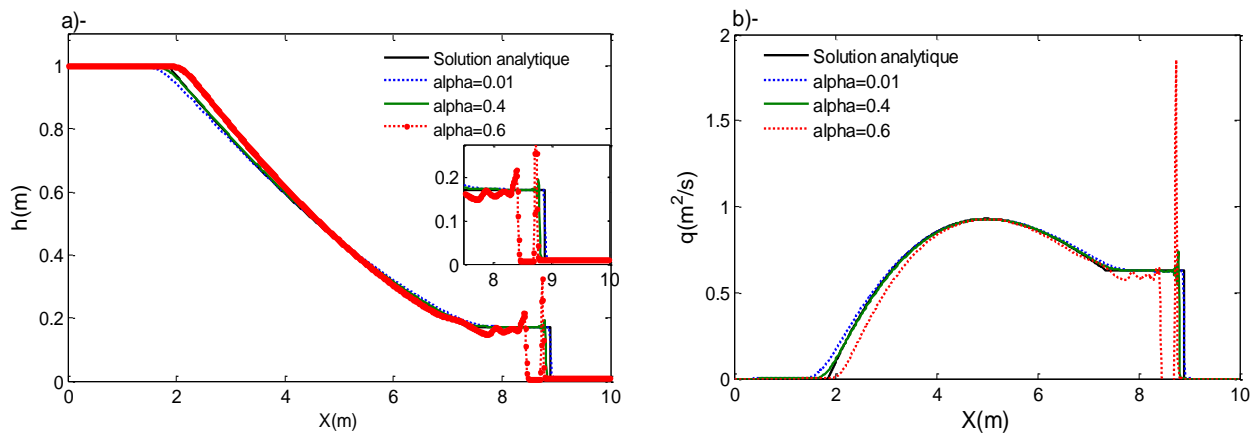 a)-
Solution analytique
alpha=0.01
alpha=0.4
alpha=0.6
h(m)
1
0.8
0.6
0.4
0.2
0
0.2
0.1
0
8 9 10
0 2 4 6 8 10
X(m)
b)-
Solution analytique
alpha=0.01
alpha=0.4
alpha=0.6
q(m²/s)
2
1.5
1
0.5
0
0 2 4 6 8 10
X(m)